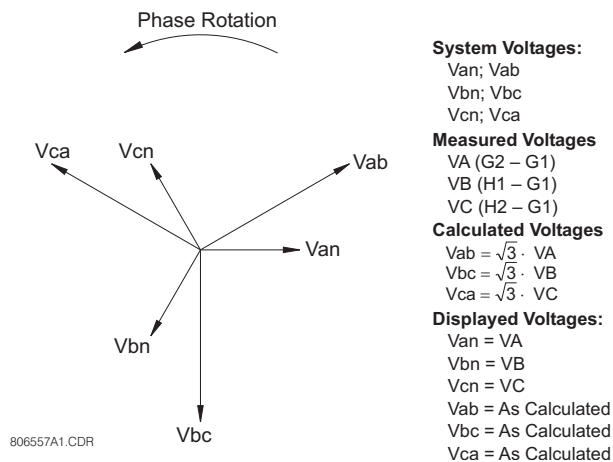 Phase Rotation
Vca
Vcn
Vab
Van
Vbn
Vbc
806557A1.CDR
System Voltages:
Van; Vab
Vbn; Vbc
Vcn; Vca
Measured Voltages
VA (G2 – G1)
VB (H1 – G1)
VC (H2 – G1)
Calculated Voltages
Vab = √3 · VA
Vbc = √3 · VB
Vca = √3 · VC
Displayed Voltages:
Van = VA
Vbn = VB
Vcn = VC
Vab = As Calculated
Vbc = As Calculated
Vca = As Calculated